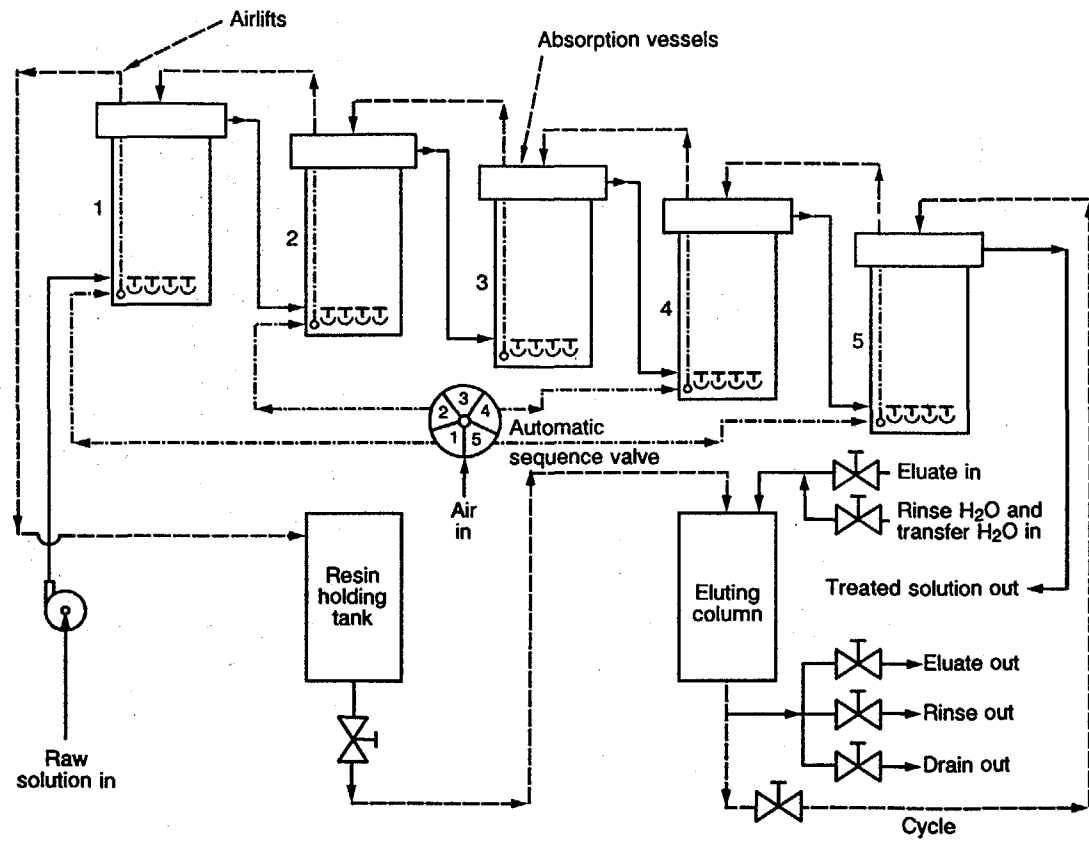 Airlifts
Absorption vessels
1
2
3
4
5
3
2
4
1
5
Automatic
sequence valve
Air
in
Eluate in
Rinse H2O and
transfer H2O in
Resin
holding
tank
Eluting
column
Treated solution out
Eluate out
Rinse out
Drain out
Raw
solution in
Cycle